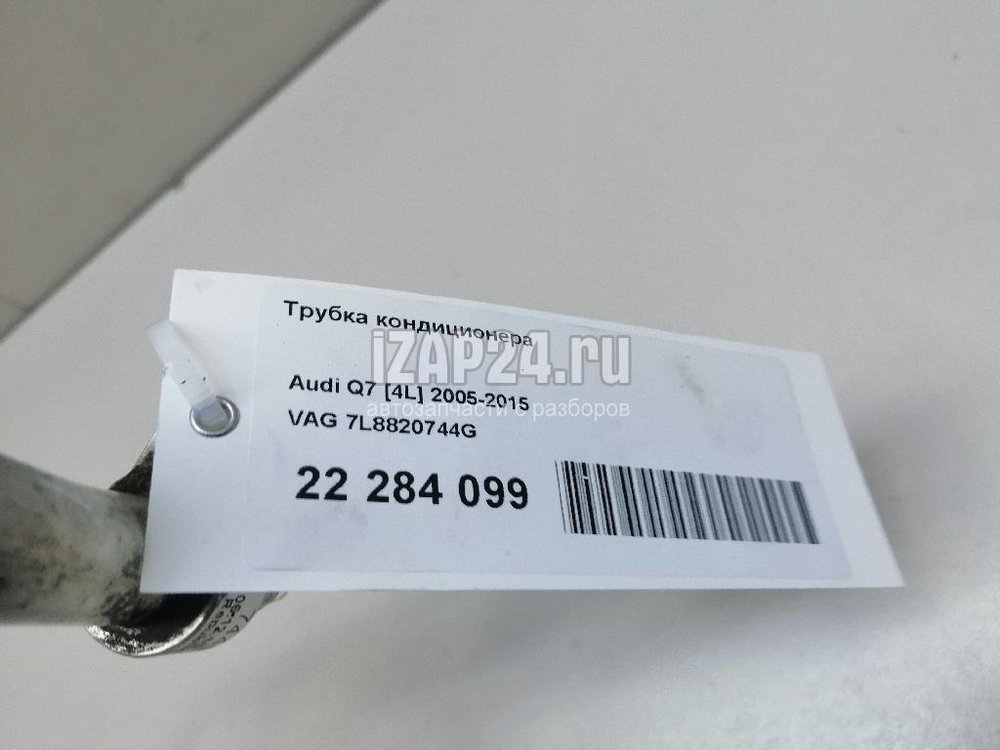 Трубка кондиционера
iZAP24.ru
Audi Q7 [4L] 2005-2015
автозапчасти с разборов
VAG 7L8820744G
22 284 099